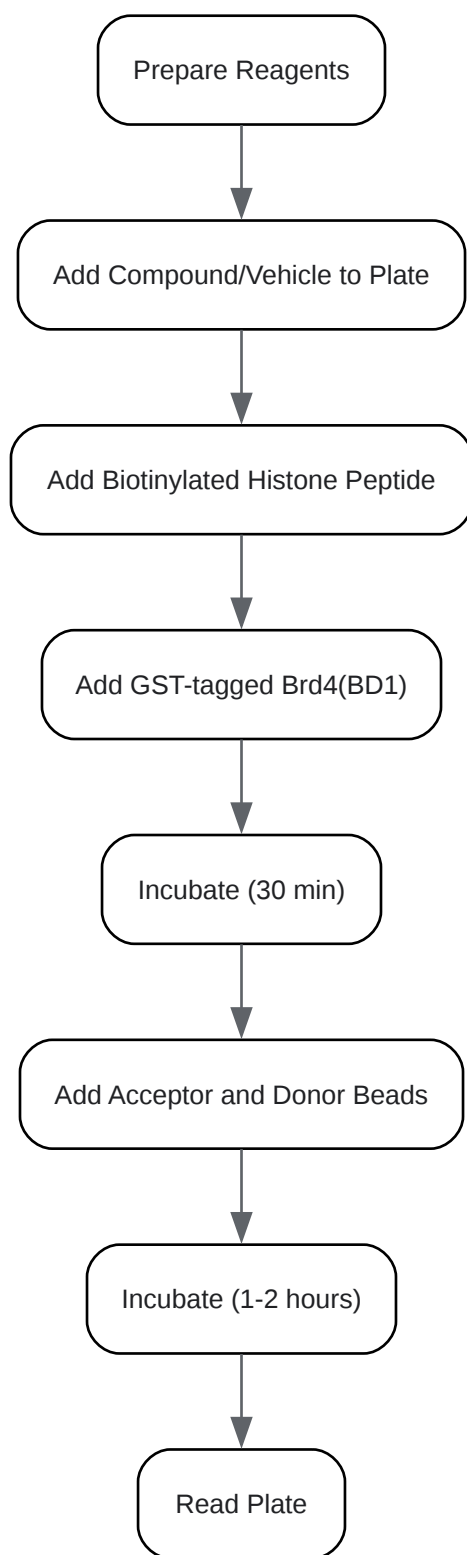 Prepare Reagents
Add Compound/Vehicle to Plate
Add Biotinylated Histone Peptide
Add GST-tagged Brd4(BD1)
Incubate (30 min)
Add Acceptor and Donor Beads
Incubate (1-2 hours)
Read Plate